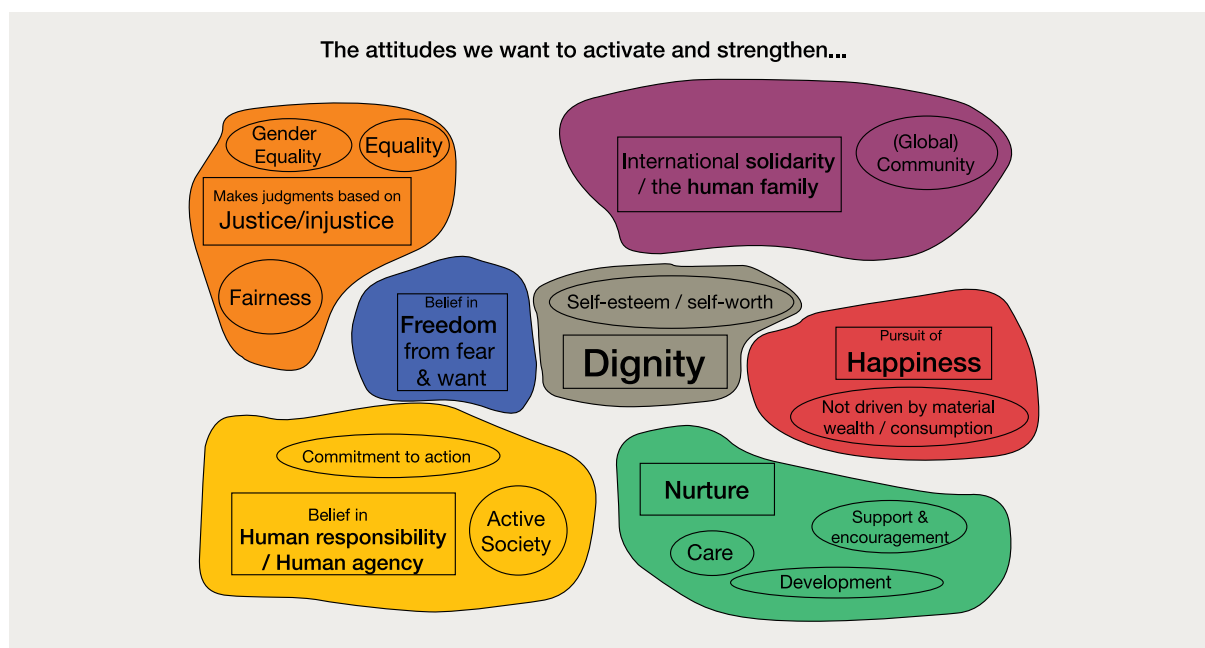 The attitudes we want to activate and strengthen...
Gender
Equality
Equality
Makes judgments based on
Justice/injustice
Fairness
International solidarity
/ the human family
(Global)
Community
Belief in
Freedom
from fear
& want
Self-esteem / self-worth
Dignity
Pursuit of
Happiness
Not driven by material
wealth / consumption
Commitment to action
Belief in
Human responsibility
/ Human agency
Active
Society
Nurture
Support &
encouragement
Care
Development